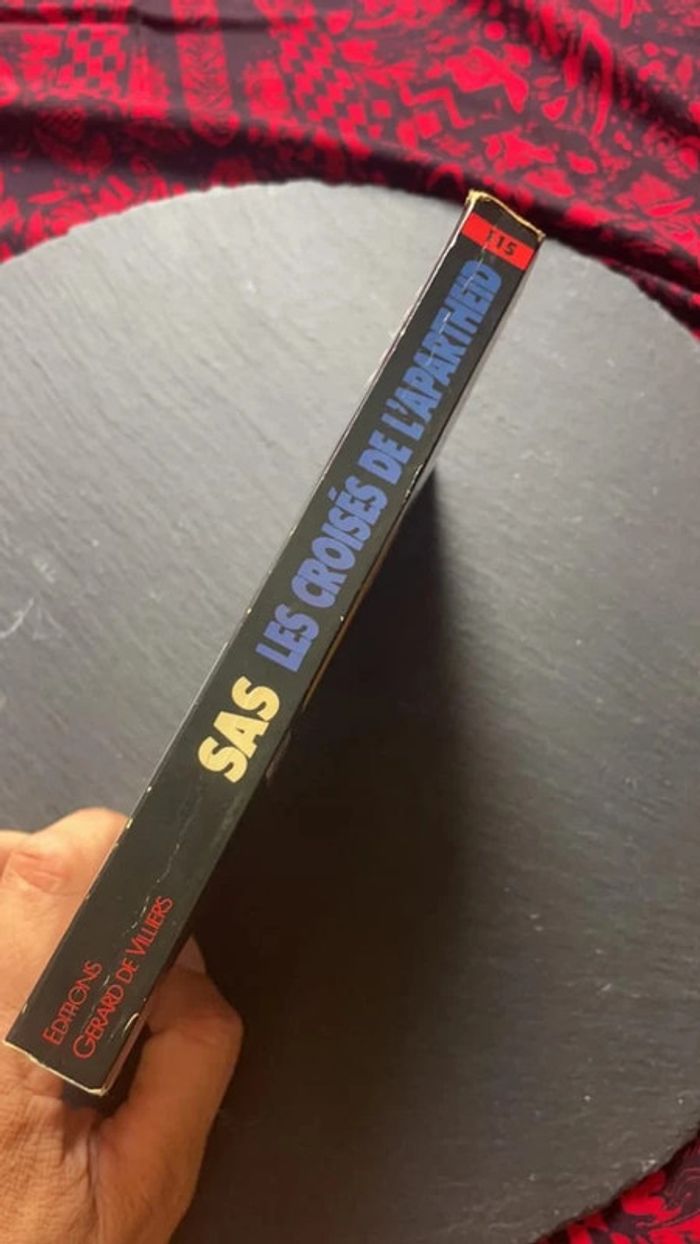 115
SAS LES CROISÉS DE L'APARTHEID
EDITIONS
GERARD DE VILLIERS